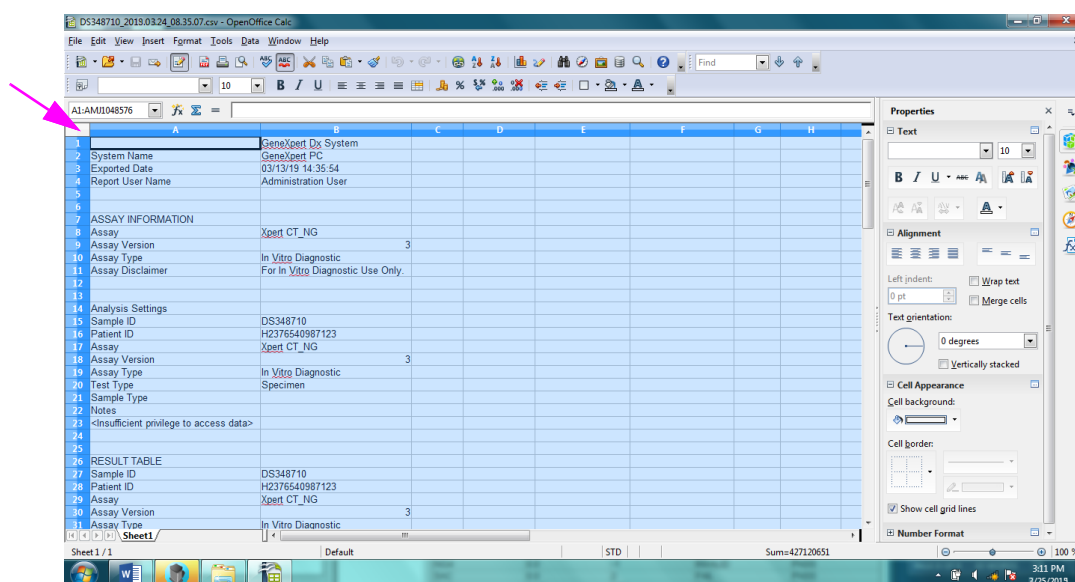 DS348710_2019.03.24_08.35.07.csv - OpenOffice Calc
File Edit View Insert Format Tools Data Window Help
Find
10 B I U
A1:AMJ1048576
A B C D E F G H
1 GeneXpert Dx System
2 System Name GeneXpert PC
3 Exported Date 03/13/19 14:35:54
4 Report User Name Administration User
5
6
7 ASSAY INFORMATION
8 Assay Xpert CT_NG
9 Assay Version 3
10 Assay Type In Vitro Diagnostic
11 Assay Disclaimer For In Vitro Diagnostic Use Only.
12
13
14 Analysis Settings
15 Sample ID DS348710
16 Patient ID H2376540987123
17 Assay Xpert CT_NG
18 Assay Version 3
19 Assay Type In Vitro Diagnostic
20 Test Type Specimen
21 Sample Type
22 Notes
23 <Insufficient privilege to access data>
24
25
26 RESULT TABLE
27 Sample ID DS348710
28 Patient ID H2376540987123
29 Assay Xpert CT_NG
30 Assay Version 3
31 Assay Type In Vitro Diagnostic
Sheet1
Sheet 1 / 1 Default STD Sum=427120651 100 %
Properties
Text
10
B I U
Alignment
Left indent: Wrap text
0 pt Merge cells
Text orientation:
0 degrees
Vertically stacked
Cell Appearance
Cell background:
Cell border:
Show cell grid lines
Number Format
3:11 PM
3/25/2019